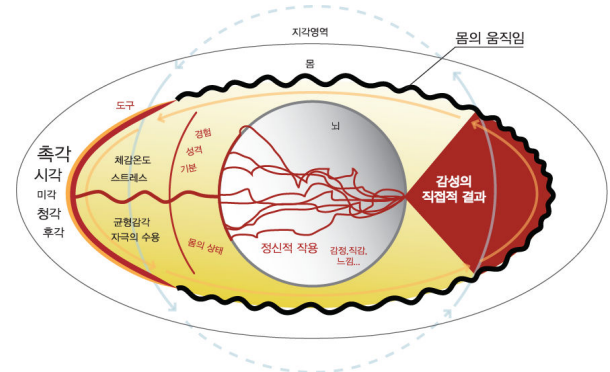 지각영역
몸의 움직임
몸
도구
뇌
경험
성격
기분
촉각
시각
미각
청각
후각
체감온도
스트레스
균형감각
자극의 수용
몸의 상태
정신적 작용
감정,직감,
느낌...
감성의
직접적 결과